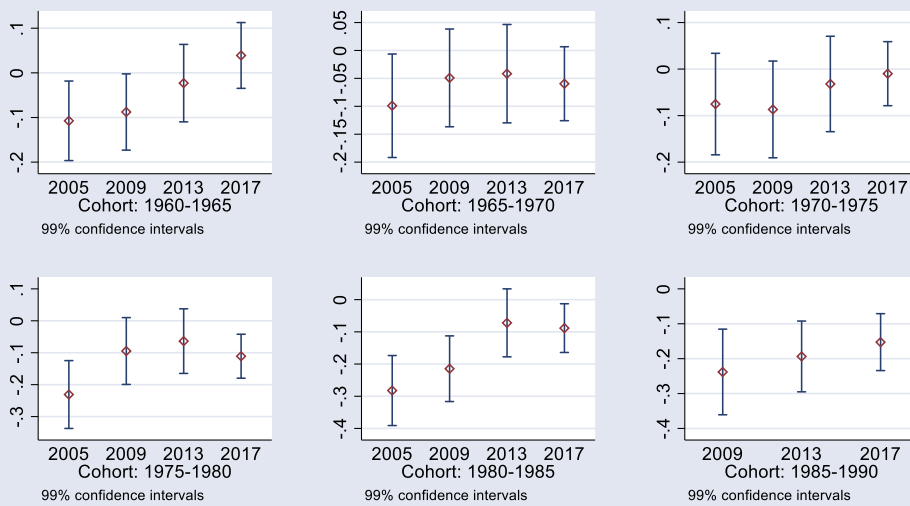 .1
0
-.1
-.2
2005 2009 2013 2017
Cohort: 1960-1965
99% confidence intervals
.05
0
-.05
-.1
-.15
-.2
2005 2009 2013 2017
Cohort: 1965-1970
99% confidence intervals
.1
0
-.1
-.2
2005 2009 2013 2017
Cohort: 1970-1975
99% confidence intervals
.1
0
-.1
-.2
-.3
2005 2009 2013 2017
Cohort: 1975-1980
99% confidence intervals
0
-.1
-.2
-.3
-.4
2005 2009 2013 2017
Cohort: 1980-1985
99% confidence intervals
0
-.1
-.2
-.3
-.4
2009 2013 2017
Cohort: 1985-1990
99% confidence intervals